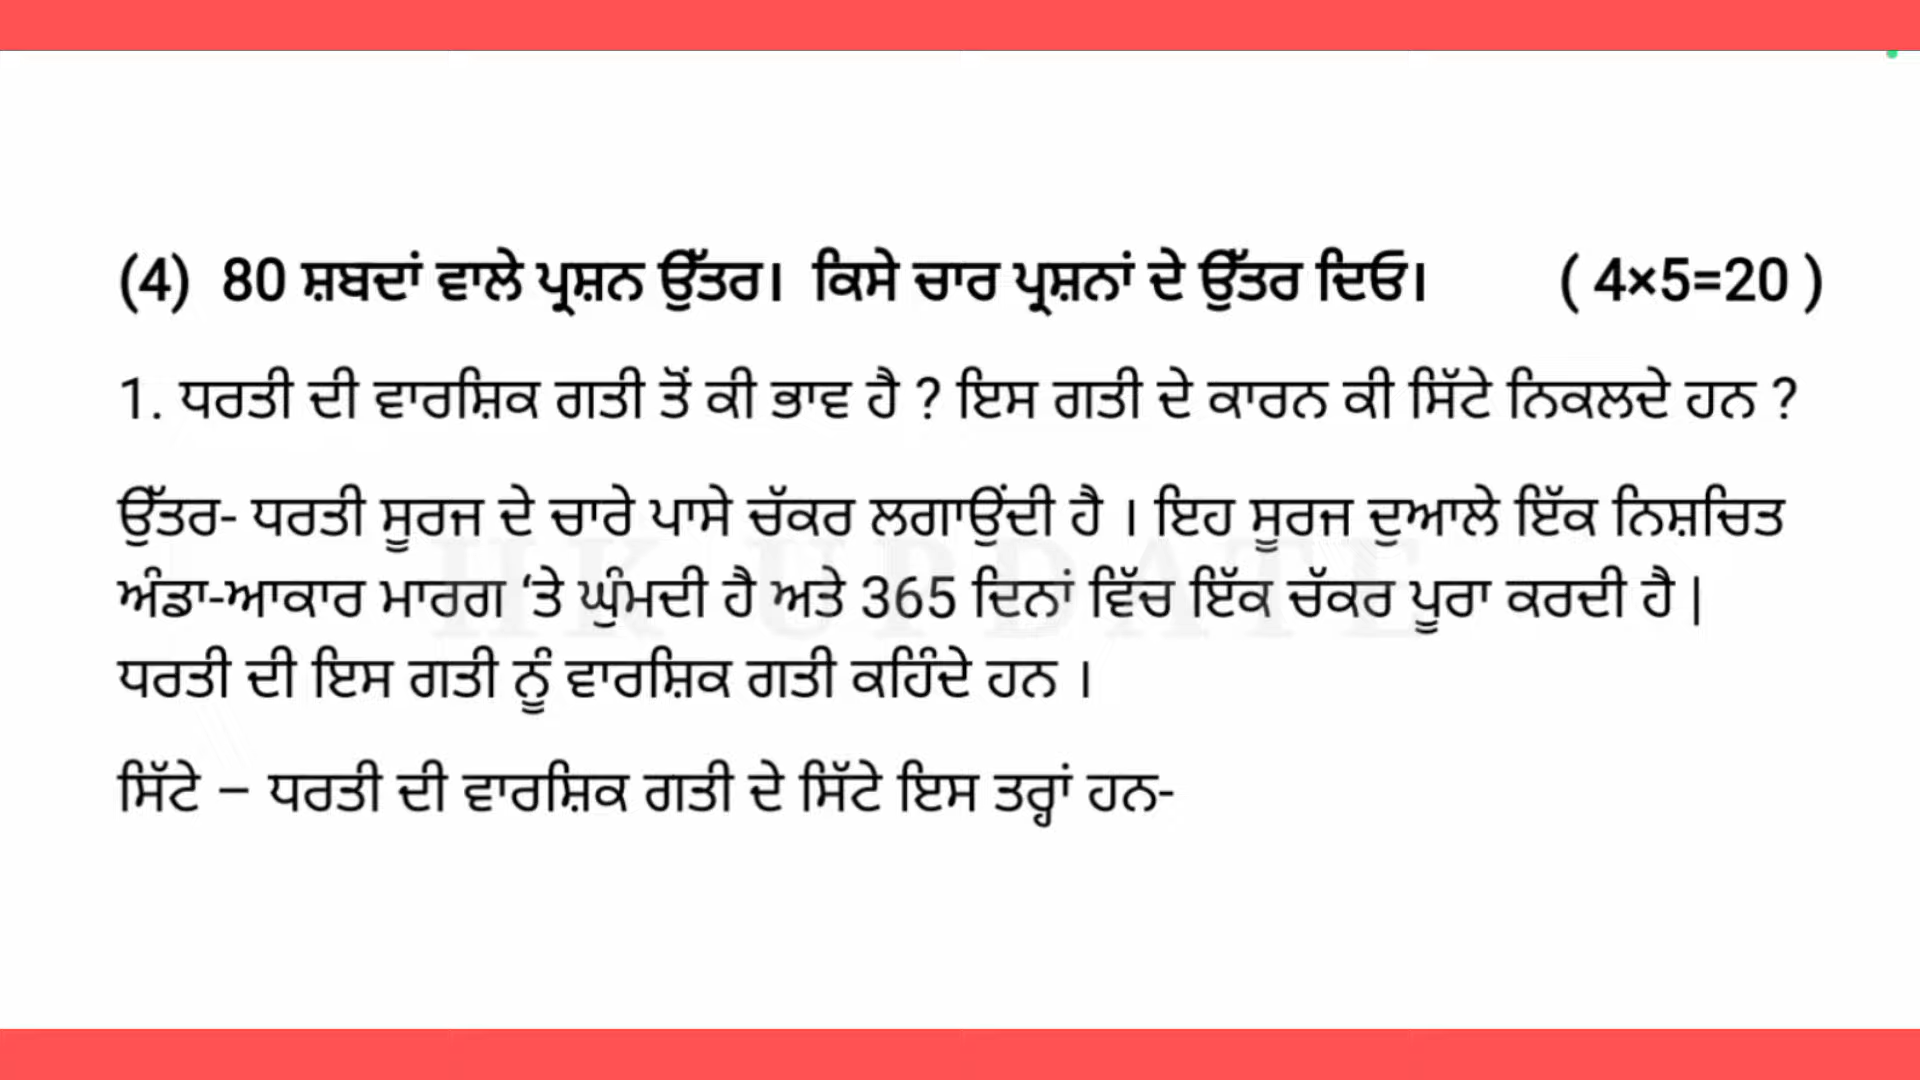 (4) 80 ਸ਼ਬਦਾਂ ਵਾਲੇ ਪ੍ਰਸ਼ਨ ਉੱਤਰ। ਕਿਸੇ ਚਾਰ ਪ੍ਰਸ਼ਨਾਂ ਦੇ ਉੱਤਰ ਦਿਓ। ( 4×5=20 )
1. ਧਰਤੀ ਦੀ ਵਾਰਸ਼ਿਕ ਗਤੀ ਤੋਂ ਕੀ ਭਾਵ ਹੈ ? ਇਸ ਗਤੀ ਦੇ ਕਾਰਨ ਕੀ ਸਿੱਟੇ ਨਿਕਲਦੇ ਹਨ ?
ਉੱਤਰ- ਧਰਤੀ ਸੂਰਜ ਦੇ ਚਾਰੇ ਪਾਸੇ ਚੱਕਰ ਲਗਾਉਂਦੀ ਹੈ । ਇਹ ਸੂਰਜ ਦੁਆਲੇ ਇੱਕ ਨਿਸ਼ਚਿਤ
ਅੰਡਾ-ਆਕਾਰ ਮਾਰਗ ‘ਤੇ ਘੁੰਮਦੀ ਹੈ ਅਤੇ 365 ਦਿਨਾਂ ਵਿੱਚ ਇੱਕ ਚੱਕਰ ਪੂਰਾ ਕਰਦੀ ਹੈ |
ਧਰਤੀ ਦੀ ਇਸ ਗਤੀ ਨੂੰ ਵਾਰਸ਼ਿਕ ਗਤੀ ਕਹਿੰਦੇ ਹਨ ।
ਸਿੱਟੇ – ਧਰਤੀ ਦੀ ਵਾਰਸ਼ਿਕ ਗਤੀ ਦੇ ਸਿੱਟੇ ਇਸ ਤਰ੍ਹਾਂ ਹਨ-
HK UPDATE